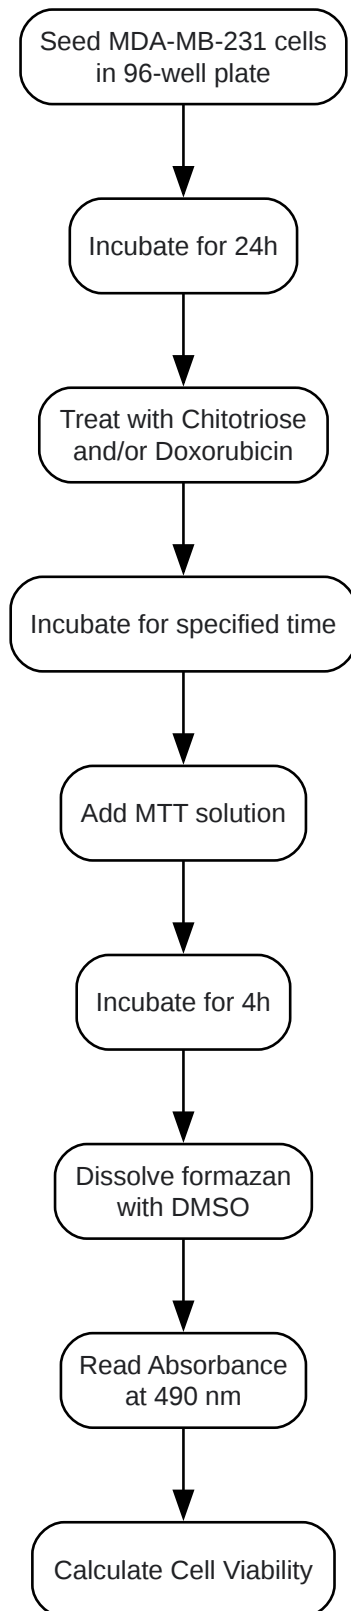 Seed MDA-MB-231 cells
in 96-well plate
Incubate for 24h
Treat with Chitotriose
and/or Doxorubicin
Incubate for specified time
Add MTT solution
Incubate for 4h
Dissolve formazan
with DMSO
Read Absorbance
at 490 nm
Calculate Cell Viability